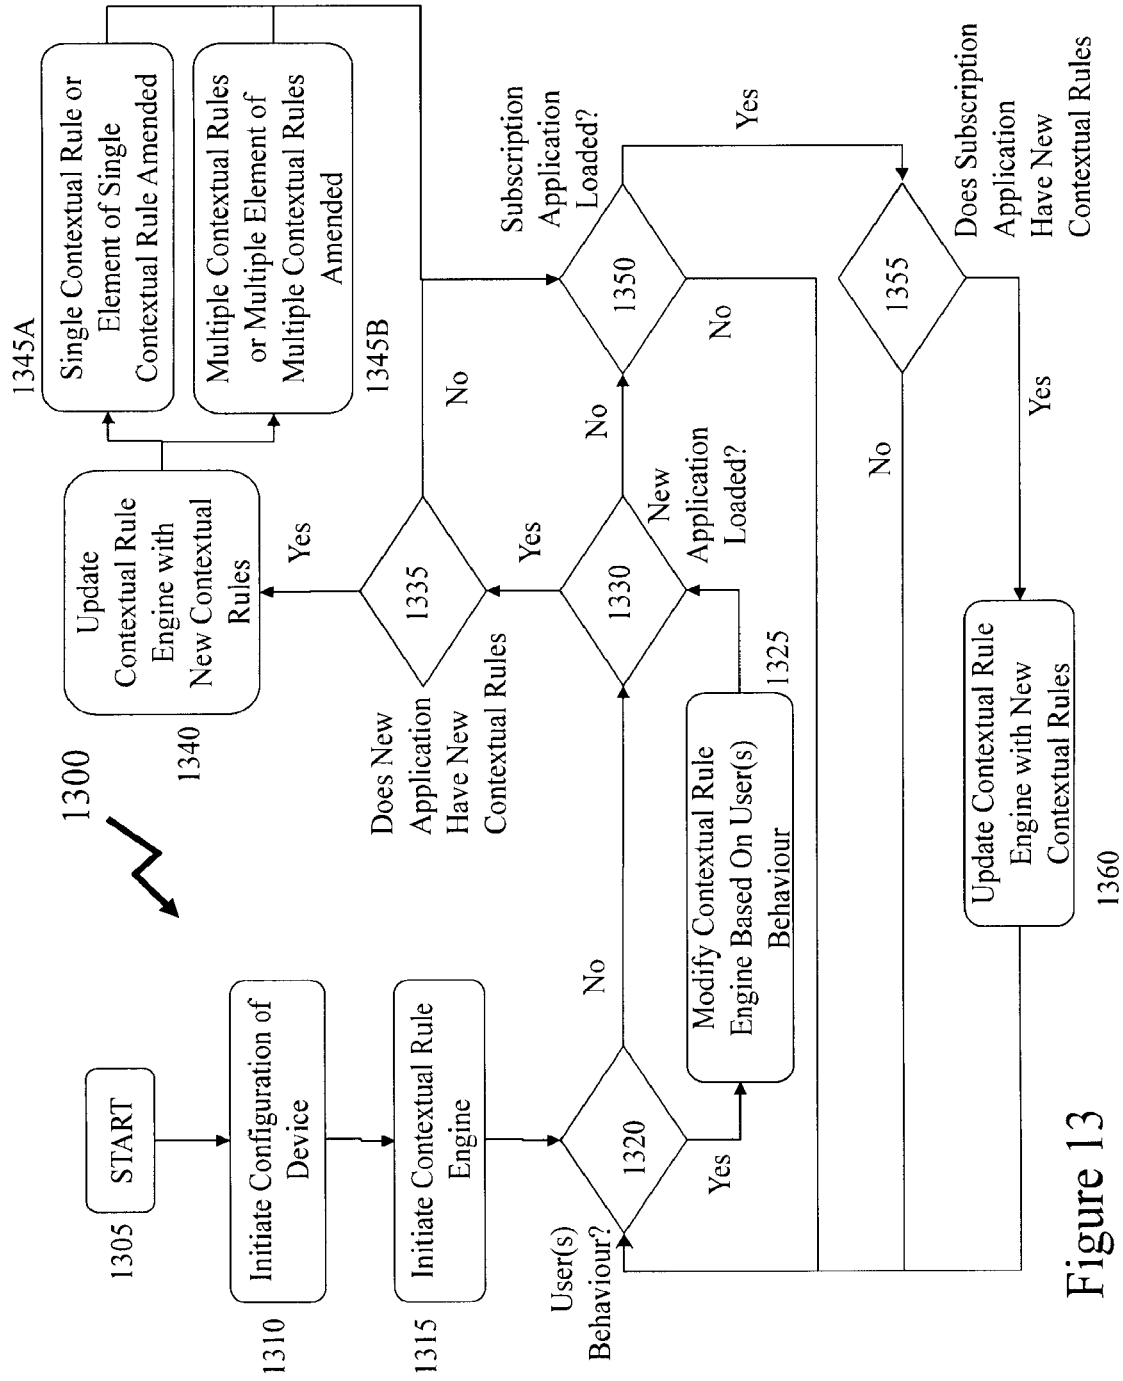 1300
1305
START
1310
Initiate Configuration of
Device
1315
Initiate Contextual Rule
Engine
User(s)
Behaviour?
1320
No
Yes
Modify Contextual Rule
Engine Based On User(s)
Behaviour
1325
1330
New
Application
Loaded?
Yes
No
Does New
Application
Have New
Contextual Rules
1335
Yes
No
1340
Update
Contextual Rule
Engine with
New Contextual
Rules
1345A
Single Contextual Rule or
Element of Single
Contextual Rule Amended
Multiple Contextual Rules
or Multiple Element of
Multiple Contextual Rules
Amended
1345B
Subscription
Application
Loaded?
1350
Yes
No
1355
Does Subscription
Application
Have New
Contextual Rules
No
Yes
Update Contextual Rule
Engine with New
Contextual Rules
1360
Figure 13